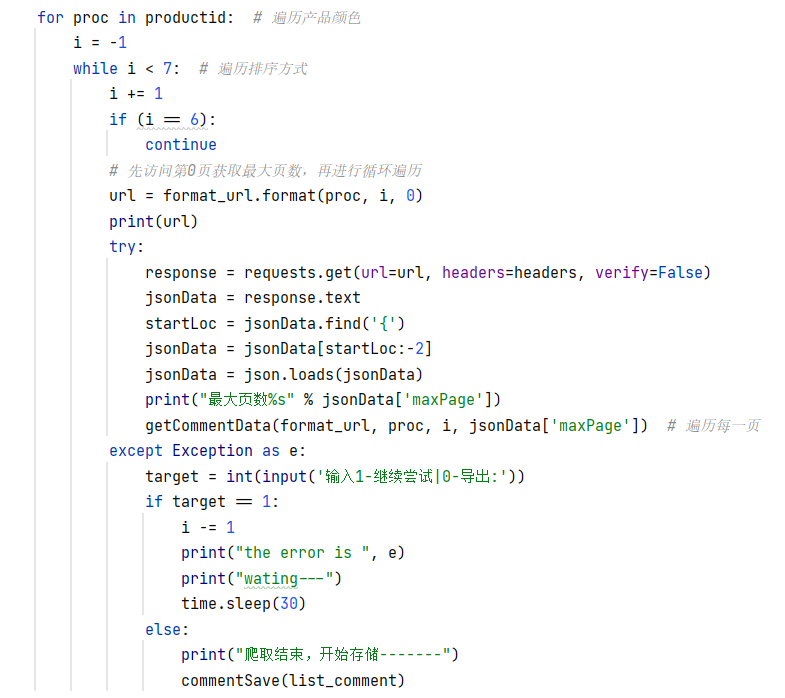 for proc in productid:  # 遍历产品颜色
    i = -1
    while i < 7:  # 遍历排序方式
        i += 1
        if (i == 6):
            continue
        # 先访问第0页获取最大页数，再进行循环遍历
        url = format_url.format(proc, i, 0)
        print(url)
        try:
            response = requests.get(url=url, headers=headers, verify=False)
            jsonData = response.text
            startLoc = jsonData.find('{')
            jsonData = jsonData[startLoc:-2]
            jsonData = json.loads(jsonData)
            print("最大页数%s" % jsonData['maxPage'])
            getCommentData(format_url, proc, i, jsonData['maxPage'])  # 遍历每一页
        except Exception as e:
            target = int(input('输入1-继续尝试|0-导出:'))
            if target == 1:
                i -= 1
                print("the error is ", e)
                print("wating---")
                time.sleep(30)
            else:
                print("爬取结束，开始存储-------")
                commentSave(list_comment)